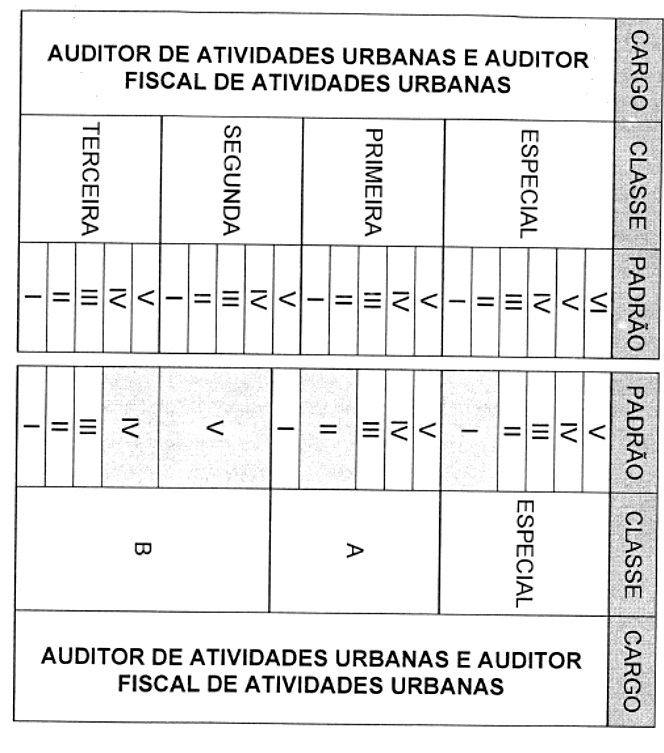 CARGO
CLASSE
PADRÃO
PADRÃO
CLASSE
CARGO
AUDITOR DE ATIVIDADES URBANAS E AUDITOR
FISCAL DE ATIVIDADES URBANAS
ESPECIAL
VI
V
IV
III
II
I
PRIMEIRA
V
IV
III
II
I
SEGUNDA
V
IV
III
II
I
TERCEIRA
V
IV
III
II
I
V
IV
III
II
I
ESPECIAL
V
IV
III
II
I
A
V
IV
III
II
I
B
AUDITOR DE ATIVIDADES URBANAS E AUDITOR
FISCAL DE ATIVIDADES URBANAS